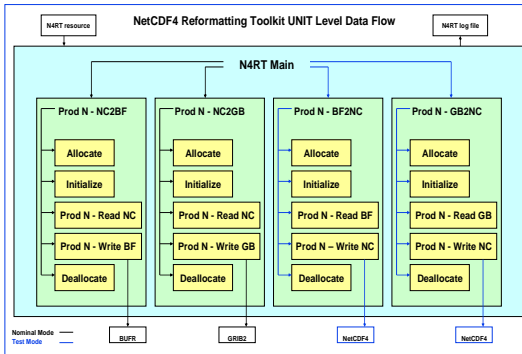 NetCDF4 Reformatting Toolkit UNIT Level Data Flow
N4RT resource
N4RT log file
N4RT Main
Prod N - NC2BF
Allocate
Initialize
Prod N - Read NC
Prod N - Write BF
Deallocate
Prod N - NC2GB
Allocate
Initialize
Prod N - Read NC
Prod N - Write GB
Deallocate
Prod N - BF2NC
Allocate
Initialize
Prod N - Read BF
Prod N – Write NC
Deallocate
Prod N - GB2NC
Allocate
Initialize
Prod N - Read GB
Prod N - Write NC
Deallocate
Nominal Mode
Test Mode
BUFR
GRIB2
NetCDF4
NetCDF4